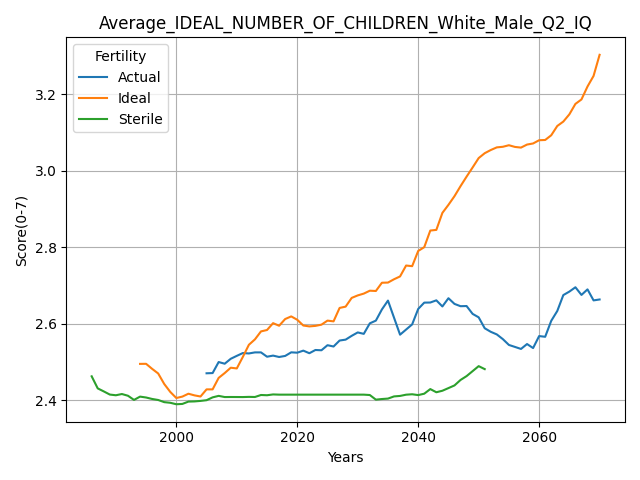 Average_IDEAL_NUMBER_OF_CHILDREN_White_Male_Q2_IQ
Fertility
Actual
Ideal
Sterile
Score(0-7)
3.2
3.0
2.8
2.6
2.4
2000
2020
2040
2060
Years